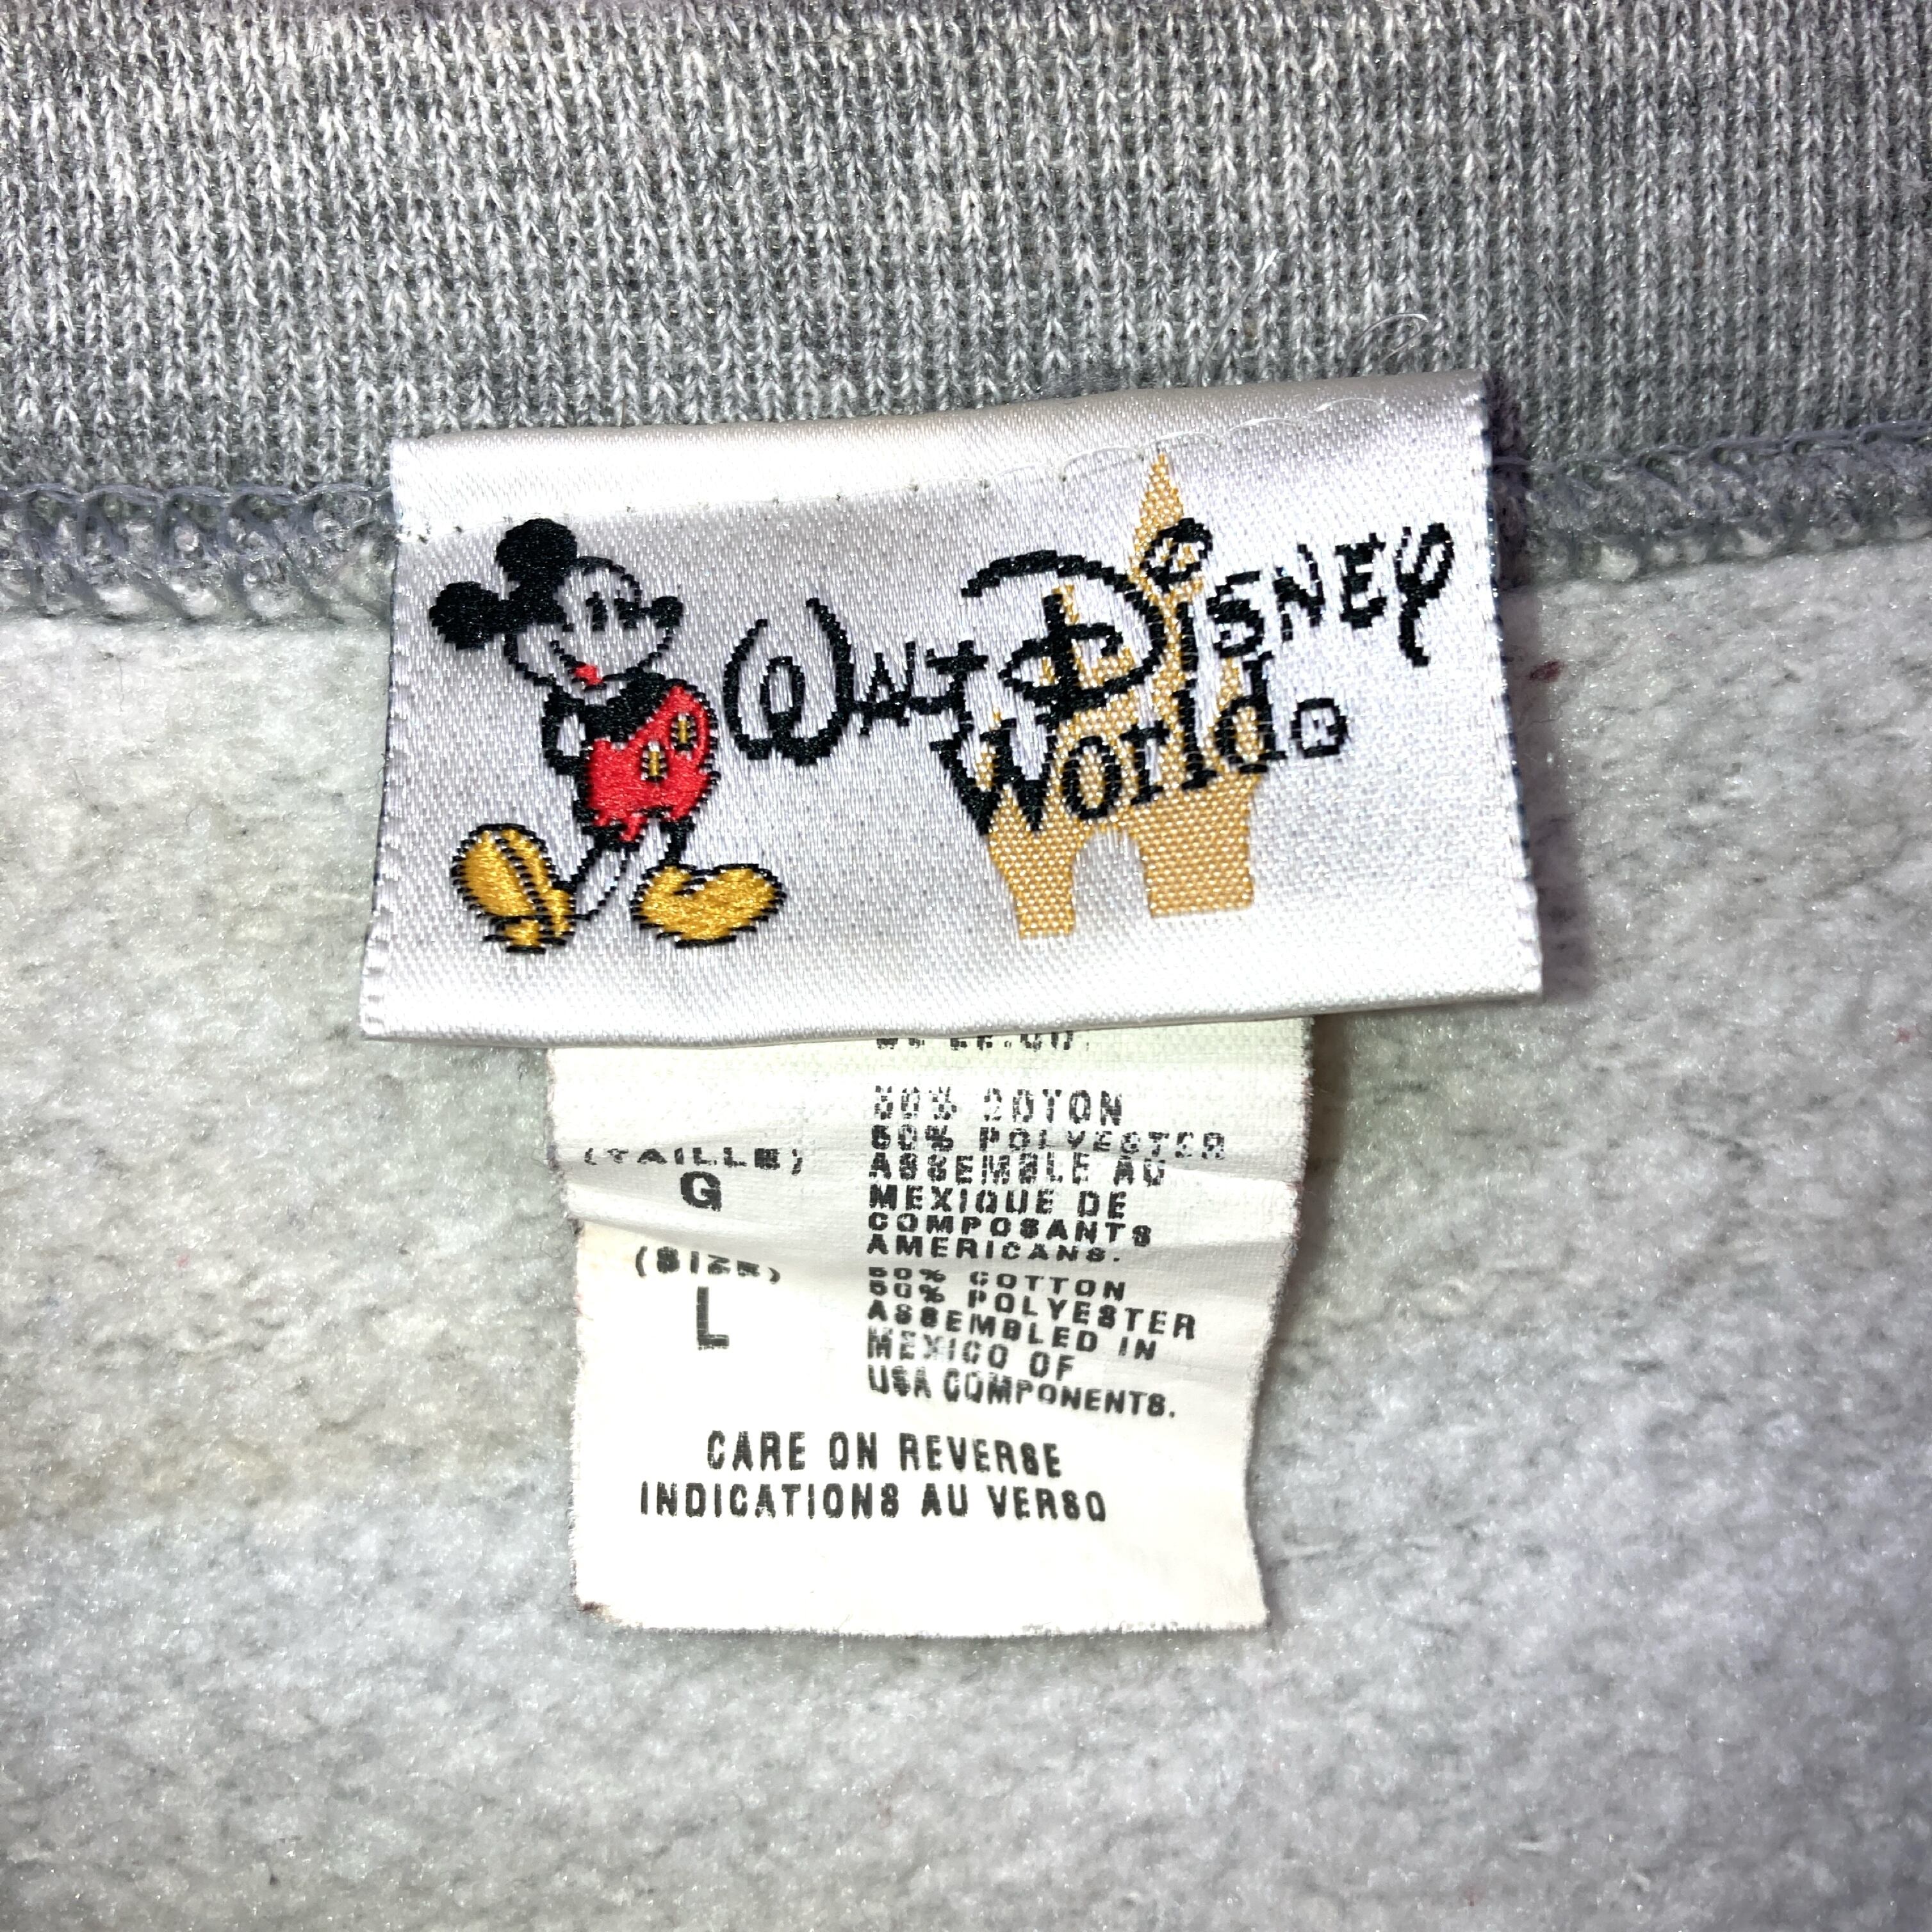 WALT DISNEY
World®
50% COTON
50% POLYESTER
(TAILLE)
ASSEMBLE AU
G
MEXIQUE DE
COMPOSANTS
AMERICANS.
(SIZE)
50% COTTON
50% POLYESTER
L
ASSEMBLED IN
MEXICO OF
USA COMPONENTS.
CARE ON REVERSE
INDICATIONS AU VERSO